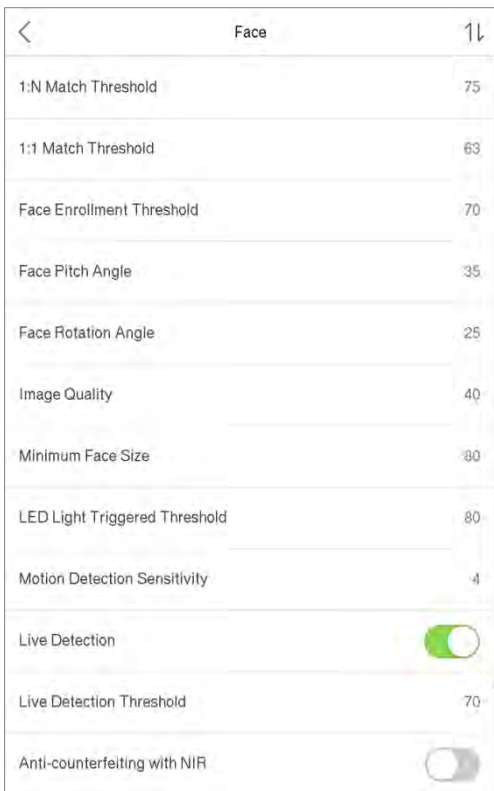 Face
1:N Match Threshold 75
1:1 Match Threshold 63
Face Enrollment Threshold 70
Face Pitch Angle 35
Face Rotation Angle 25
Image Quality 40
Minimum Face Size 80
LED Light Triggered Threshold 80
Motion Detection Sensitivity 4
Live Detection
Live Detection Threshold 70
Anti-counterfeiting with NIR